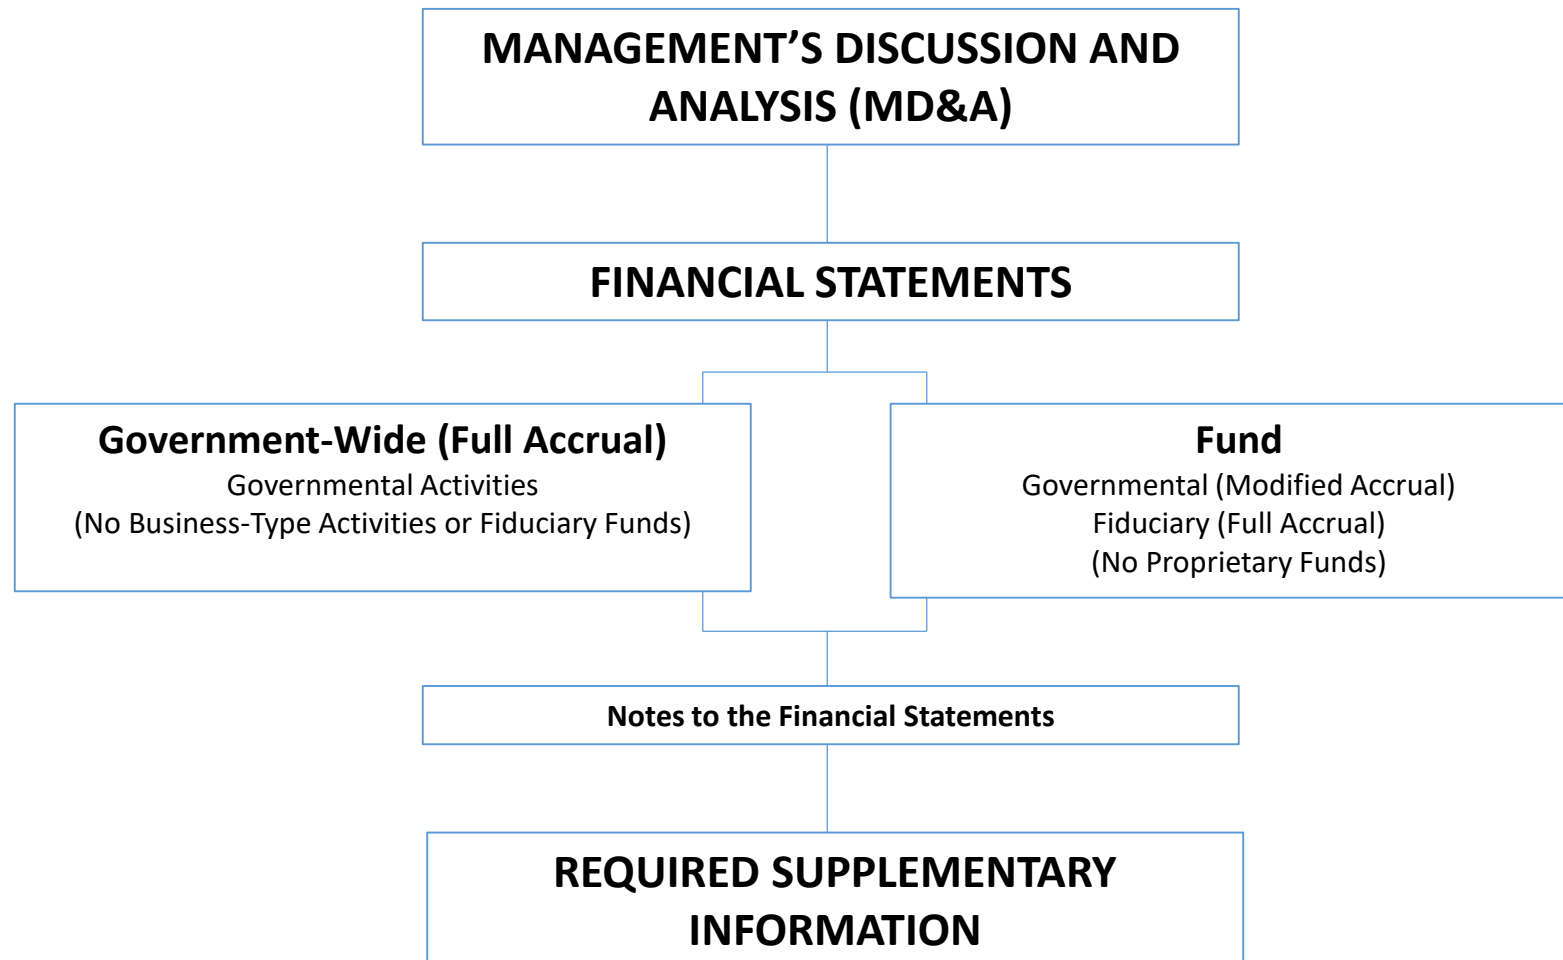 MANAGEMENT’S DISCUSSION AND
ANALYSIS (MD&A)
FINANCIAL STATEMENTS
Government-Wide (Full Accrual)
Governmental Activities
(No Business-Type Activities or Fiduciary Funds)
Fund
Governmental (Modified Accrual)
Fiduciary (Full Accrual)
(No Proprietary Funds)
Notes to the Financial Statements
REQUIRED SUPPLEMENTARY
INFORMATION